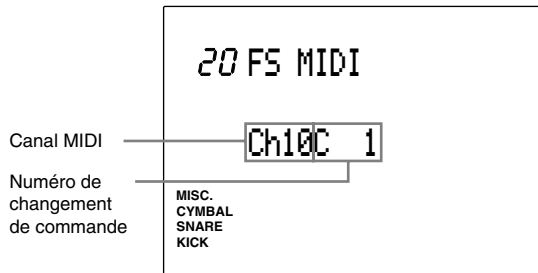 20 FS MIDI
Canal MIDI
Ch10C 1
Numéro de
changement
de commande
MISC.
CYMBAL
SNARE
KICK